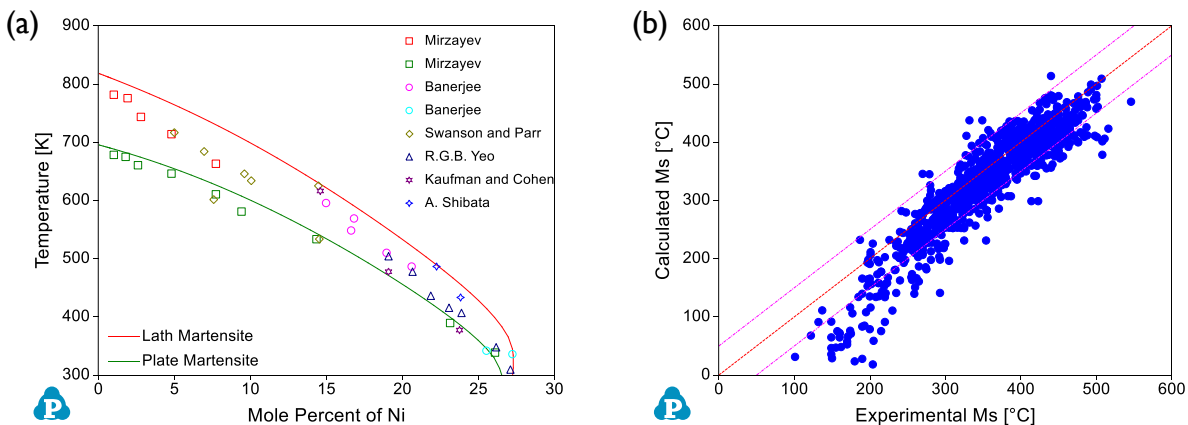 (a)
900
800
700
600
500
400
300
Temperature [K]
0
5
10
15
20
25
30
Mole Percent of Ni
Mirzayev
Mirzayev
Banerjee
Banerjee
Swanson and Parr
R.G.B. Yeo
Kaufman and Cohen
A. Shibata
Lath Martensite
Plate Martensite
P
(b)
600
500
400
300
200
100
0
Calculated Ms [°C]
0
100
200
300
400
500
600
Experimental Ms [°C]
P